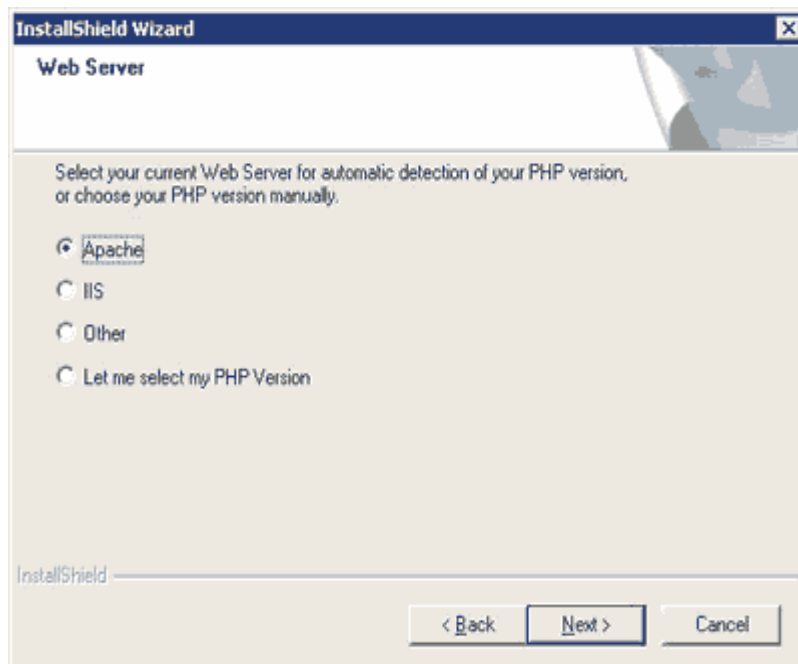 InstallShield Wizard
Web Server
Select your current Web Server for automatic detection of your PHP version,
or choose your PHP version manually.
Apache
IIS
Other
Let me select my PHP Version
InstallShield
< Back
Next >
Cancel